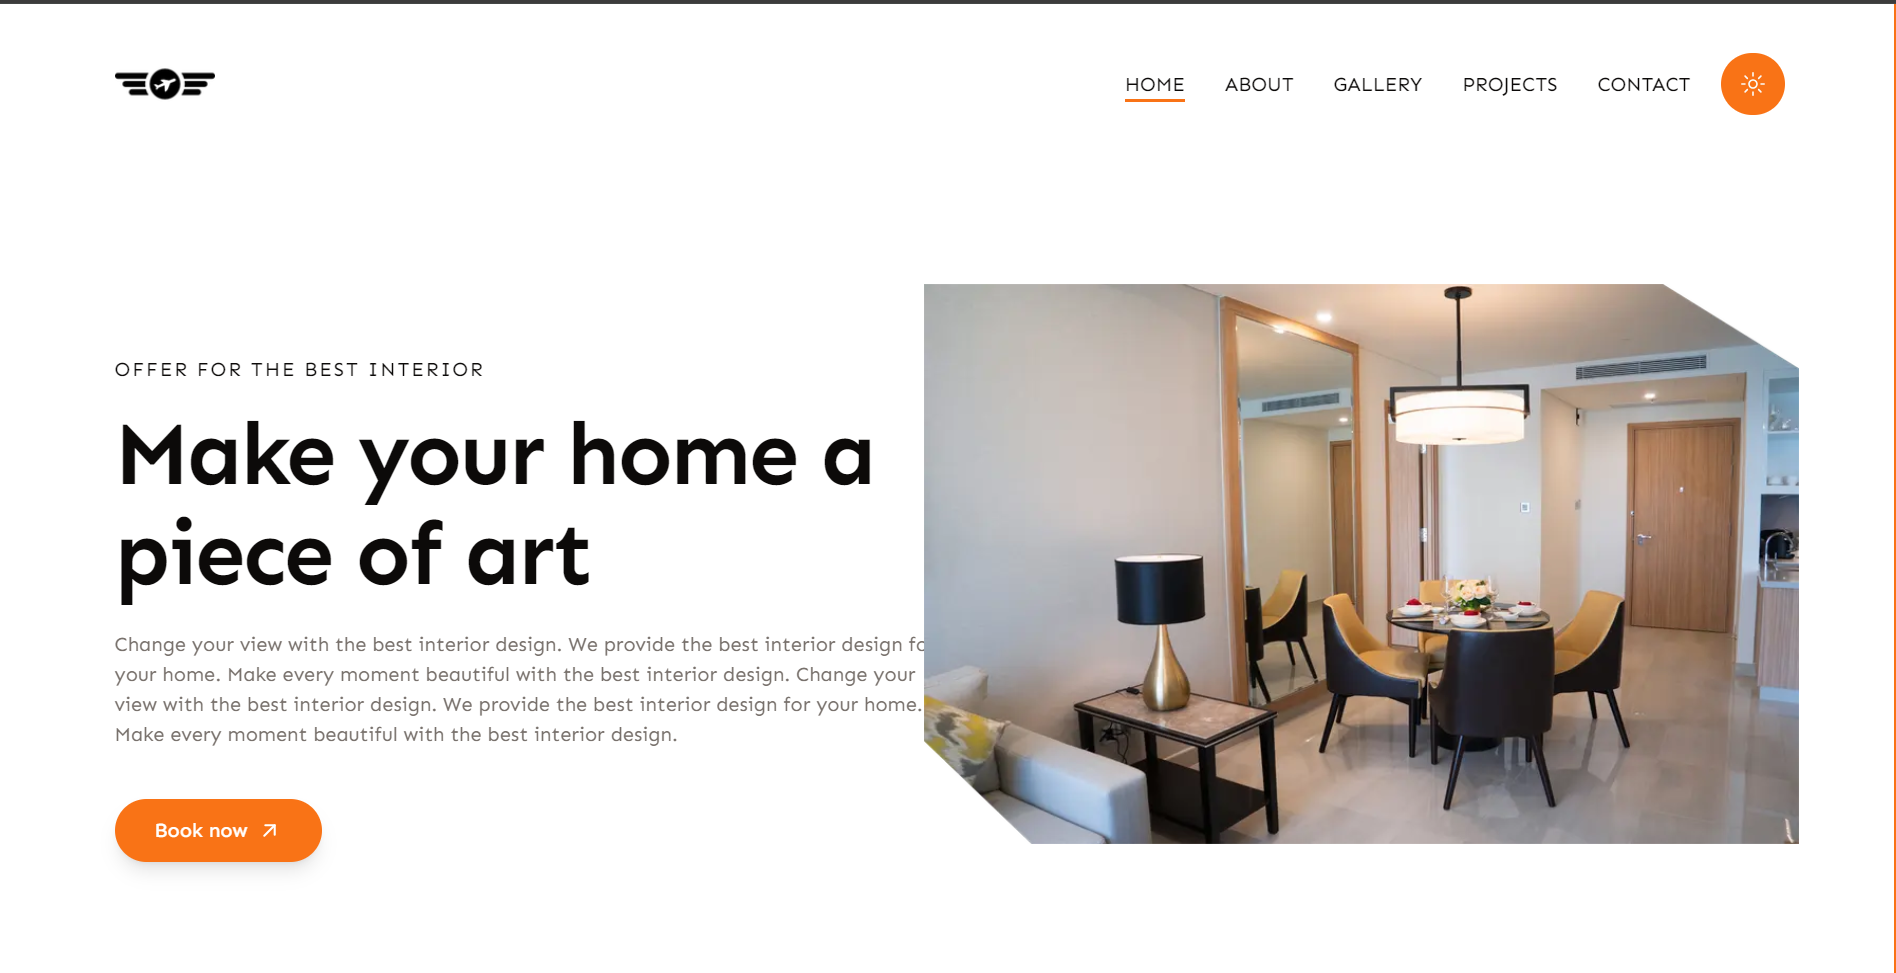 HOME ABOUT GALLERY PROJECTS CONTACT
OFFER FOR THE BEST INTERIOR
Make your home a
piece of art
Change your view with the best interior design. We provide the best interior design
your home. Make every moment beautiful with the best interior design. Change your
view with the best interior design. We provide the best interior design for your home.
Make every moment beautiful with the best interior design.
Book now